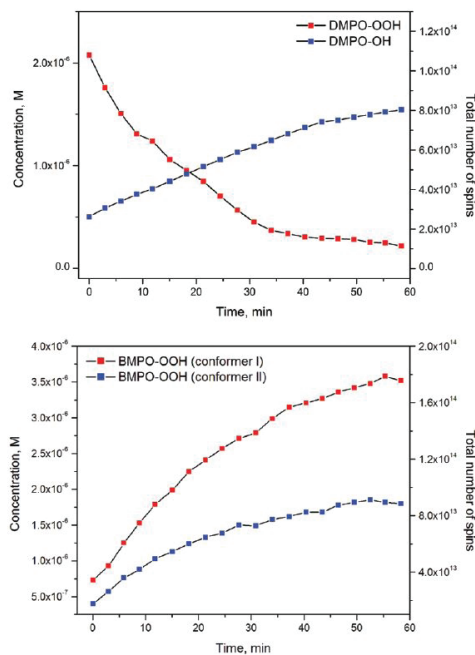 DMPO-OOH
DMPO-OH
Concentration, M
2.0x10⁻⁶
1.0x10⁻⁶
0.0
Total number of spins
1.2x10¹⁴
1.0x10¹⁴
8.0x10¹³
6.0x10¹³
4.0x10¹³
2.0x10¹³
0.0
0 10 20 30 40 50 60
Time, min
BMPO-OOH (conformer I)
BMPO-OOH (conformer II)
Concentration, M
4.0x10⁻⁶
3.5x10⁻⁶
3.0x10⁻⁶
2.5x10⁻⁶
2.0x10⁻⁶
1.5x10⁻⁶
1.0x10⁻⁶
5.0x10⁻⁷
Total number of spins
2.0x10¹⁴
1.6x10¹⁴
1.2x10¹⁴
8.0x10¹³
4.0x10¹³
0 10 20 30 40 50 60
Time, min